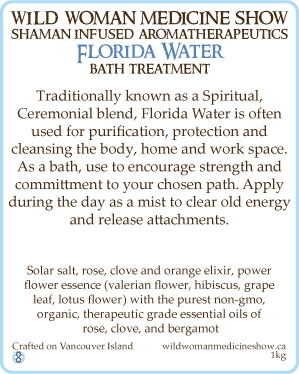 WILD WOMAN MEDICINE SHOW
SHAMAN INFUSED AROMATHERAPEUTICS
FLORIDA WATER
BATH TREATMENT
Traditionally known as a Spiritual,
Ceremonial blend, Florida Water is often
used for purification, protection and
cleansing the body, home and work space.
As a bath, use to encourage strength and
committment to your chosen path. Apply
during the day as a mist to clear old energy
and release attachments.
Solar salt, rose, clove and orange elixir, power
flower essence (valerian flower, hibiscus, grape
leaf, lotus flower) with the purest non-gmo,
organic, therapeutic grade essential oils of
rose, clove, and bergamot
Crafted on Vancouver Island wildwomanmedicineshow.ca
1kg